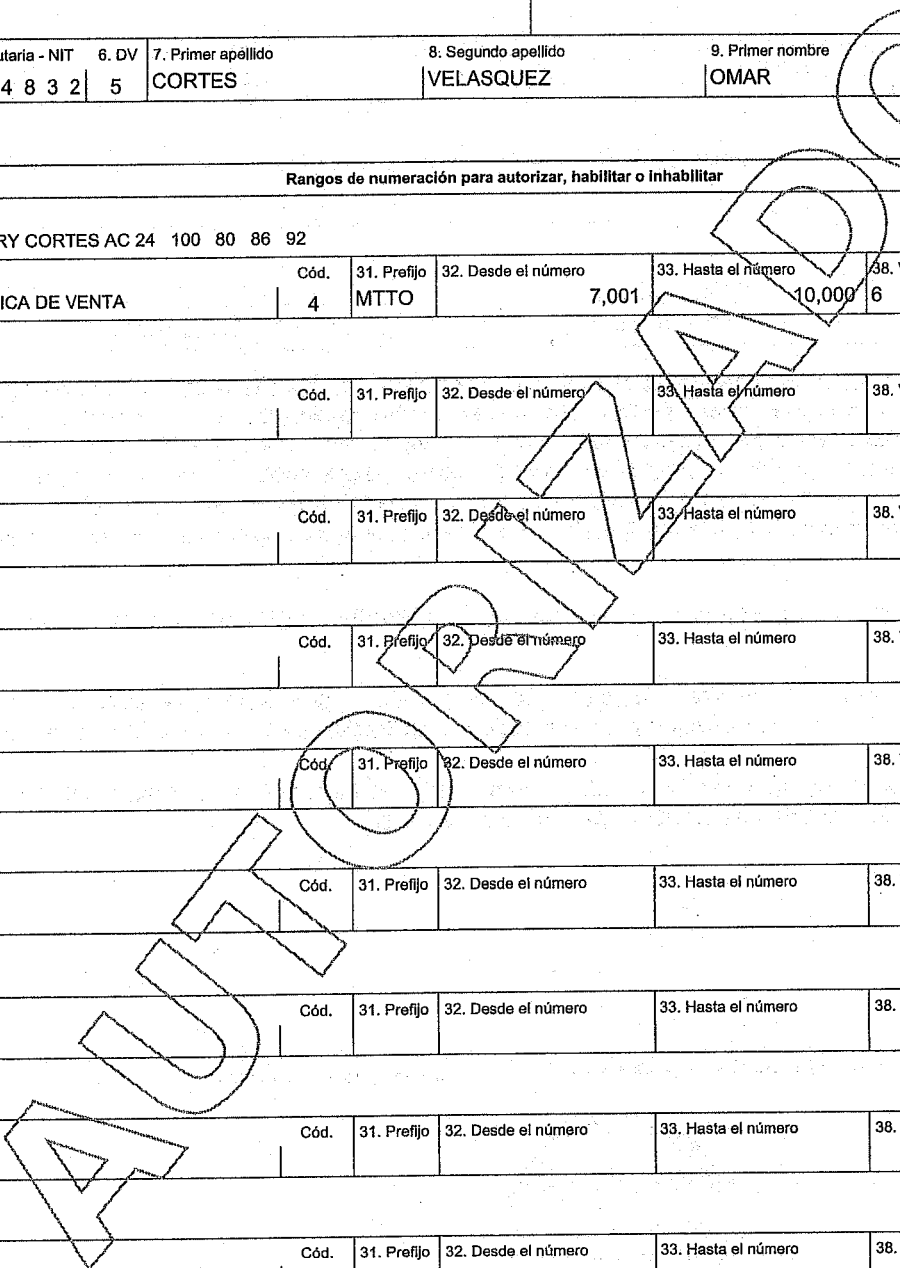 utaria - NIT 6. DV 7. Primer apellido 8. Segundo apellido 9. Primer nombre
4 8 3 2 5 CORTES VELASQUEZ OMAR
Rangos de numeración para autorizar, habilitar o inhabilitar
RY CORTES AC 24 100 80 86 92
Cód. 31. Prefijo 32. Desde el número 33. Hasta el número 38.
ICA DE VENTA 4 MTTO 7,001 10,000 6
Cód. 31. Prefijo 32. Desde el número 33. Hasta el número 38.
Cód. 31. Prefijo 32. Desde el número 33. Hasta el número 38.
Cód. 31. Prefijo 32. Desde el número 33. Hasta el número 38.
Cód. 31. Prefijo 32. Desde el número 33. Hasta el número 38.
Cód. 31. Prefijo 32. Desde el número 33. Hasta el número 38.
Cód. 31. Prefijo 32. Desde el número 33. Hasta el número 38.
Cód. 31. Prefijo 32. Desde el número 33. Hasta el número 38.
Cód. 31. Prefijo 32. Desde el número 33. Hasta el número 38.
AUTORIZADO